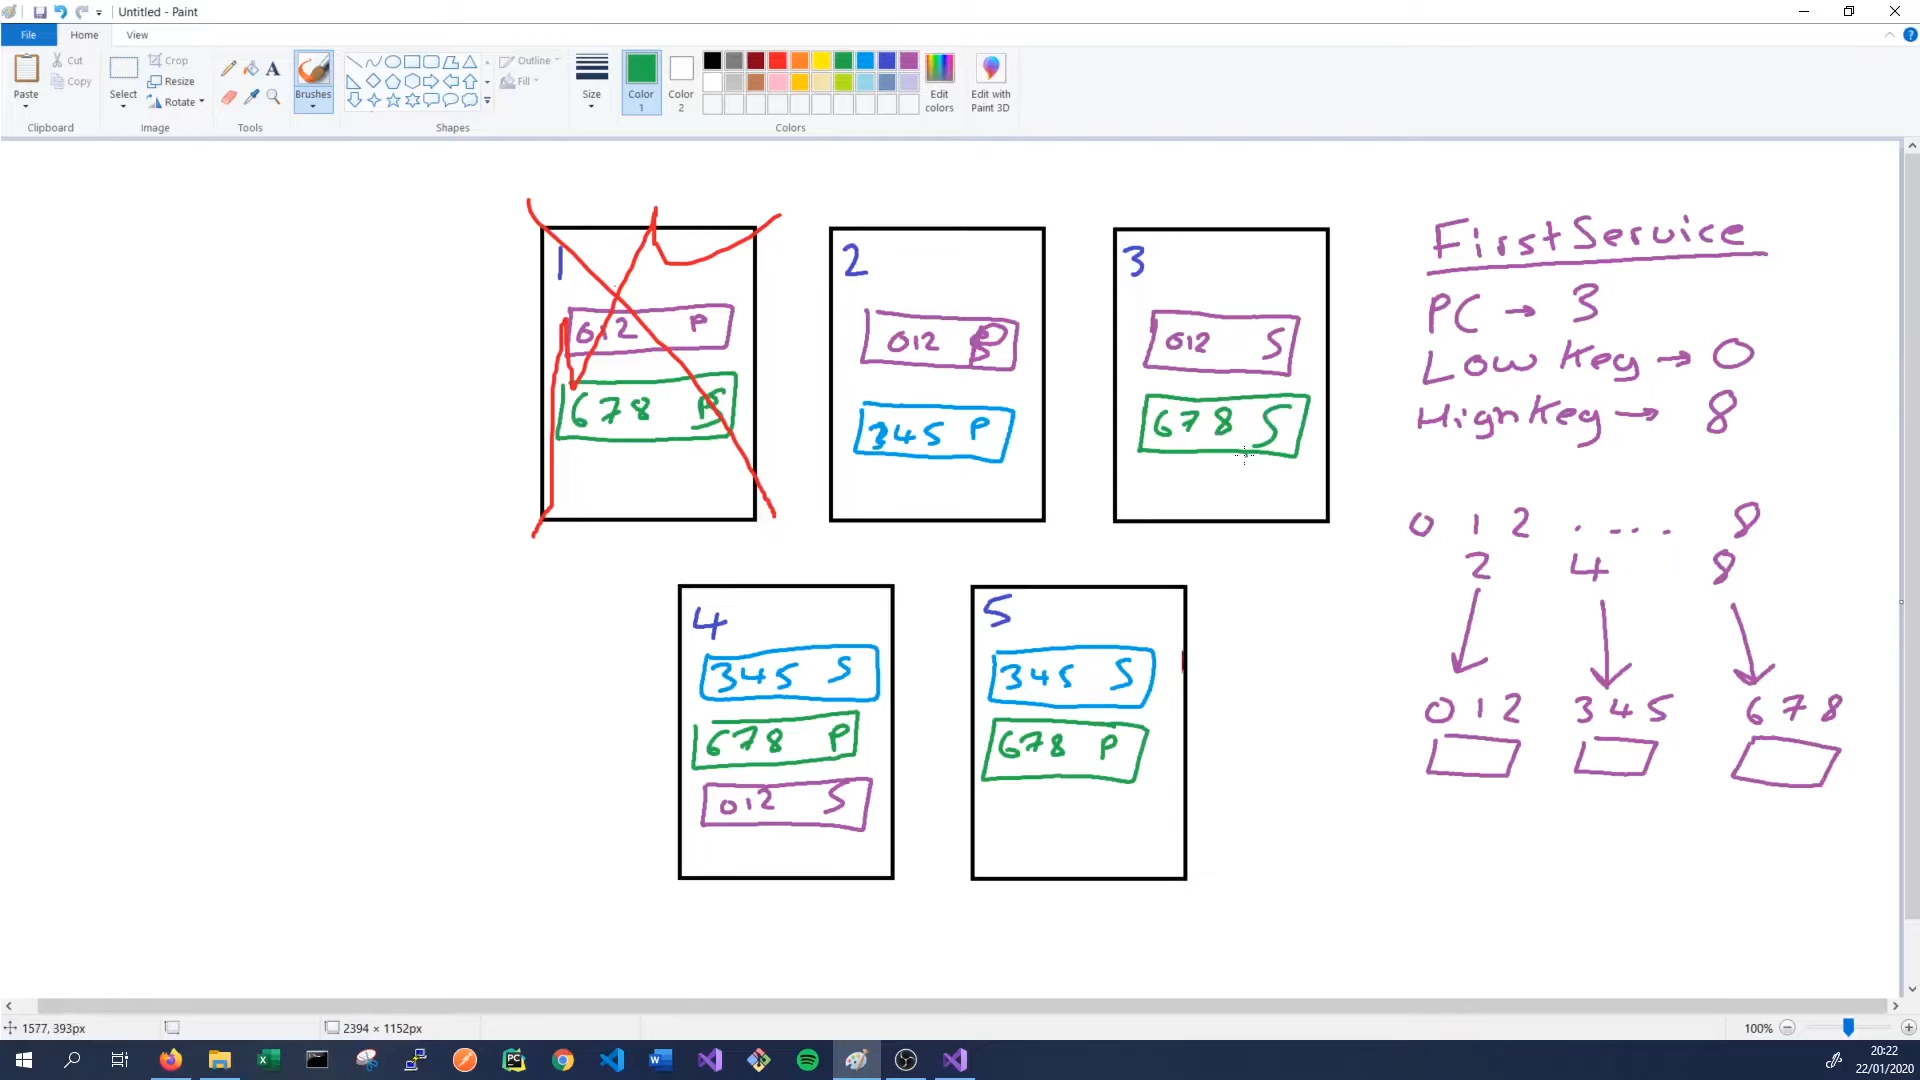 Untitled - Paint
File
Home
View
Paste
Cut
Copy
Clipboard
Select
Crop
Resize
Rotate
Image
Tools
Brushes
Shapes
Outline
Fill
Size
Color 1
Color 2
Colors
Edit colors
Edit with Paint 3D
1
012 P
678
2
012
345 P
3
012 S
678 S
4
345 S
678 P
012 S
5
345 S
678 P
FirstService
PC → 3
Low Key → 0
HighKey → 8
0 1 2 . ... 8
2 4 8
0 1 2 3 4 5 6 7 8
1577, 393px
2394 × 1152px
100%
20:22
22/01/2020